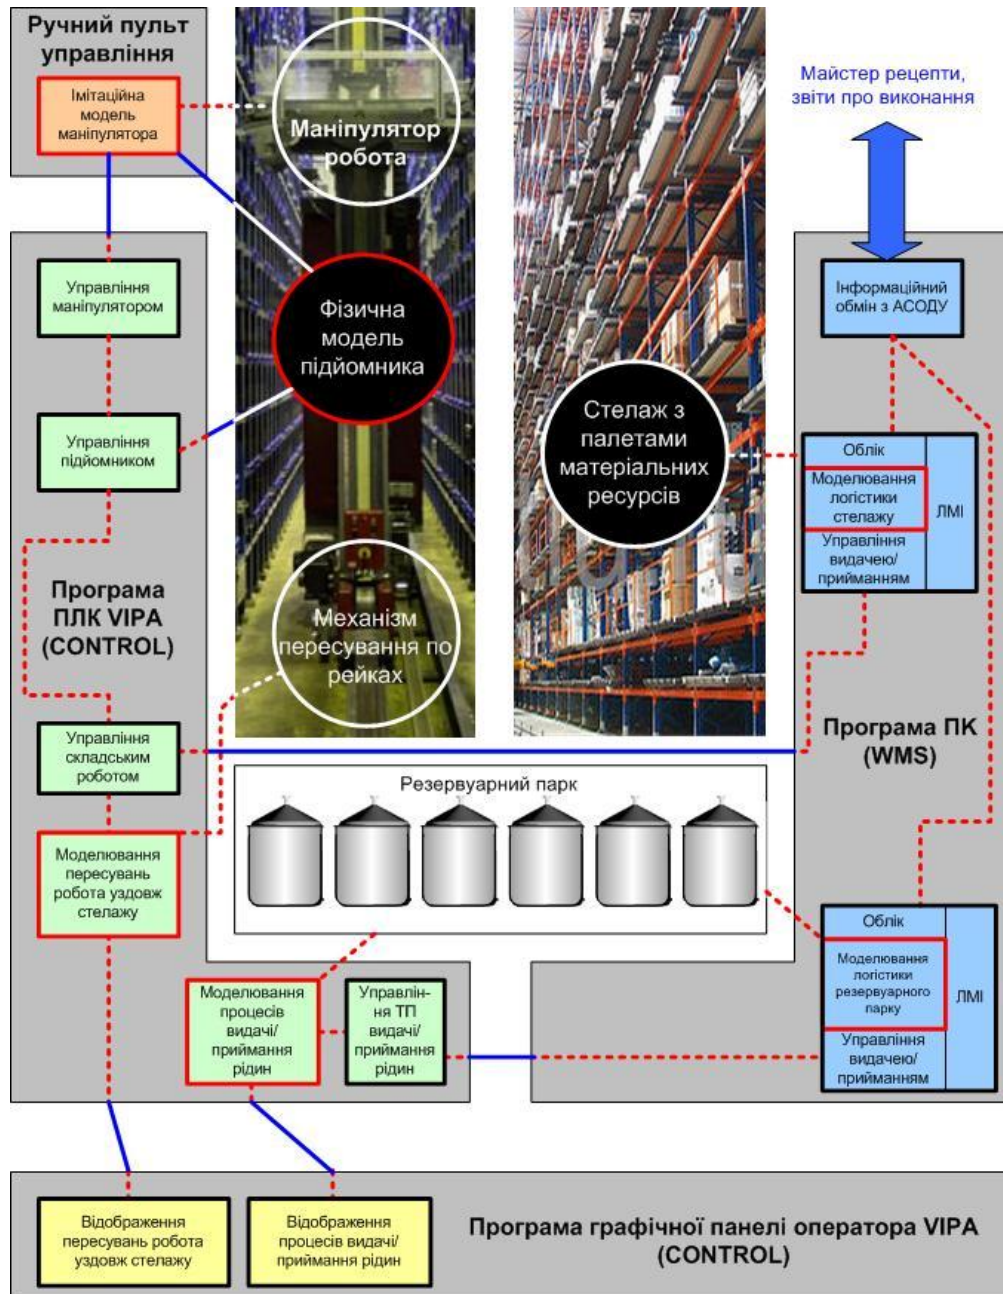 Ручний пульт
управління
Імітаційна
модель
маніпулятора
Маніпулятор
робота
Майстер рецепти,
звіти про виконання
Управління
маніпулятором
Фізична
модель
підйомника
Інформаційний
обмін з АСОДУ
Управління
підйомником
Стелаж з
палетами
матеріальних
ресурсів
Облік
Моделювання
логістики
стелажу
Управління
видачею/
прийманням
ЛМІ
Програма
ПЛК VIPA
(CONTROL)
Механізм
пересування по
рейках
Управління
складським
роботом
Програма ПК
(WMS)
Резервуарний парк
Моделювання
пересувань
робота уздовж
стелажу
Облік
Моделювання
логістики
резервуарного
парку
Управління
видачею/
прийманням
ЛМІ
Моделювання
процесів
видачі/
приймання
рідин
Управлін-
ня ТП
видачі/
приймання
рідин
Відображення
пересувань робота
уздовж стелажу
Відображення
процесів видачі/
приймання рідин
Програма графічної панелі оператора VIPA
(CONTROL)